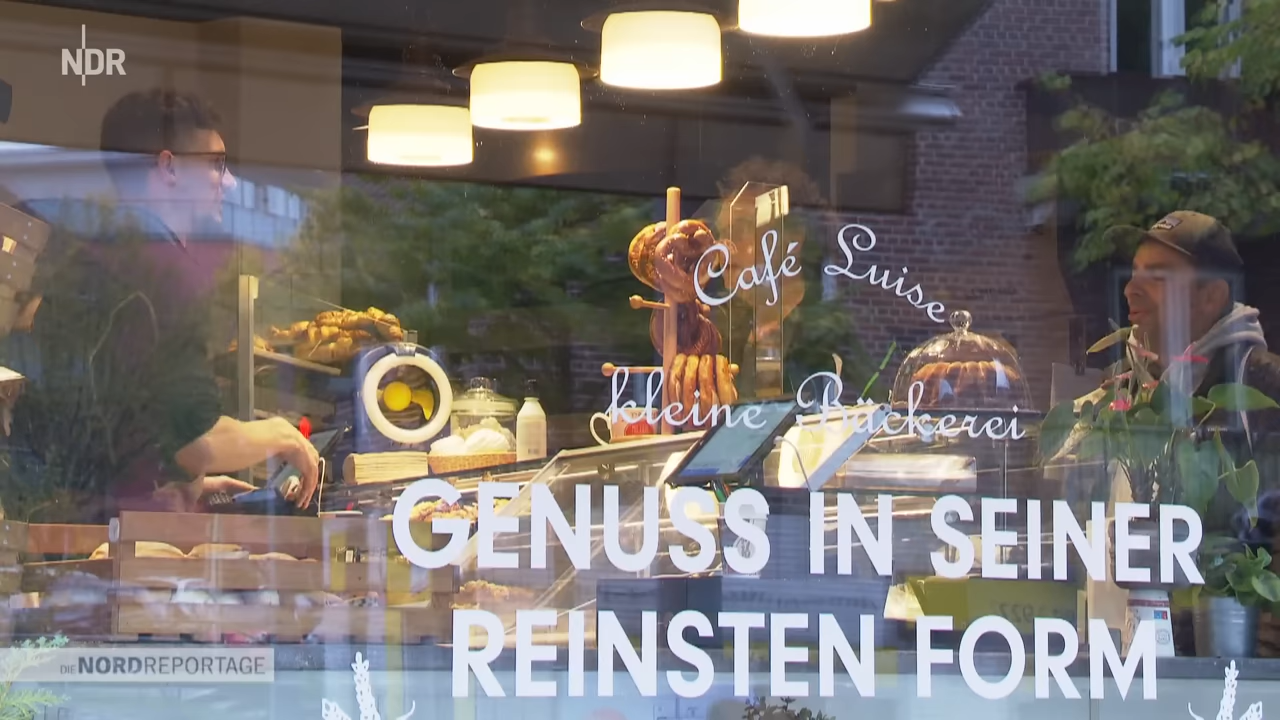 NDR
Café Luise
kleine Bäckerei
GENUSS IN SEINER
REINSTEN FORM
DIE NORDREPORTAGE